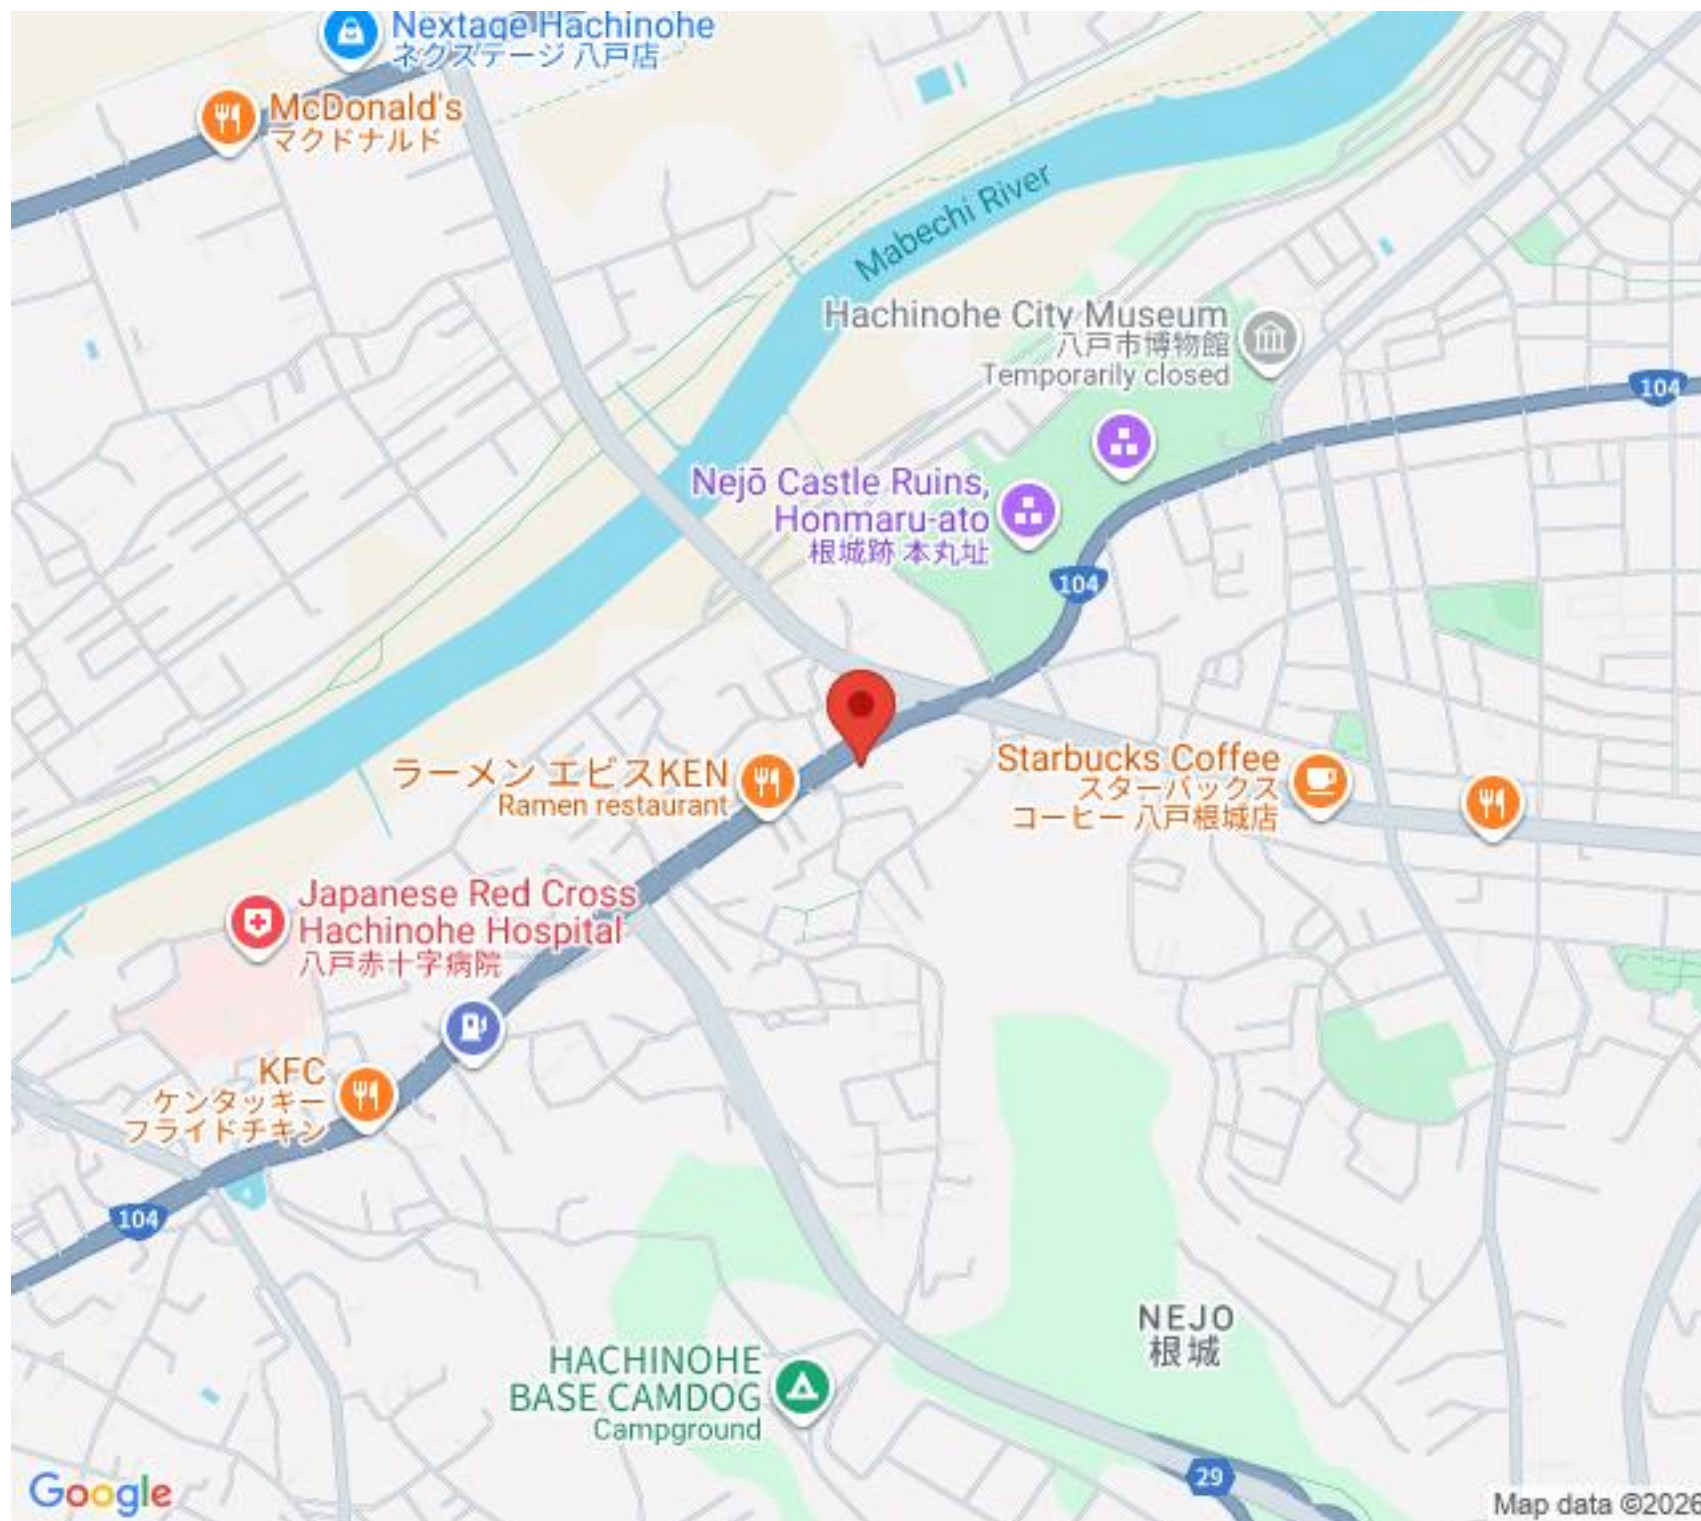 Nextage Hachinohe
ネクステージ 八戸店
McDonald's
マクドナルド
Mabechi River
Hachinohe City Museum
八戸市博物館
Temporarily closed
104
Nejō Castle Ruins,
Honmaru-ato
根城跡 本丸址
104
ラーメン エビスKEN
Ramen restaurant
Starbucks Coffee
スターバックス
コーヒー 八戸根城店
Japanese Red Cross
Hachinohe Hospital
八戸赤十字病院
KFC
ケンタッキー
フライドチキン
104
NEJO
根城
HACHINOHE
BASE CAMDOG
Campground
29
Google
Map data ©2026